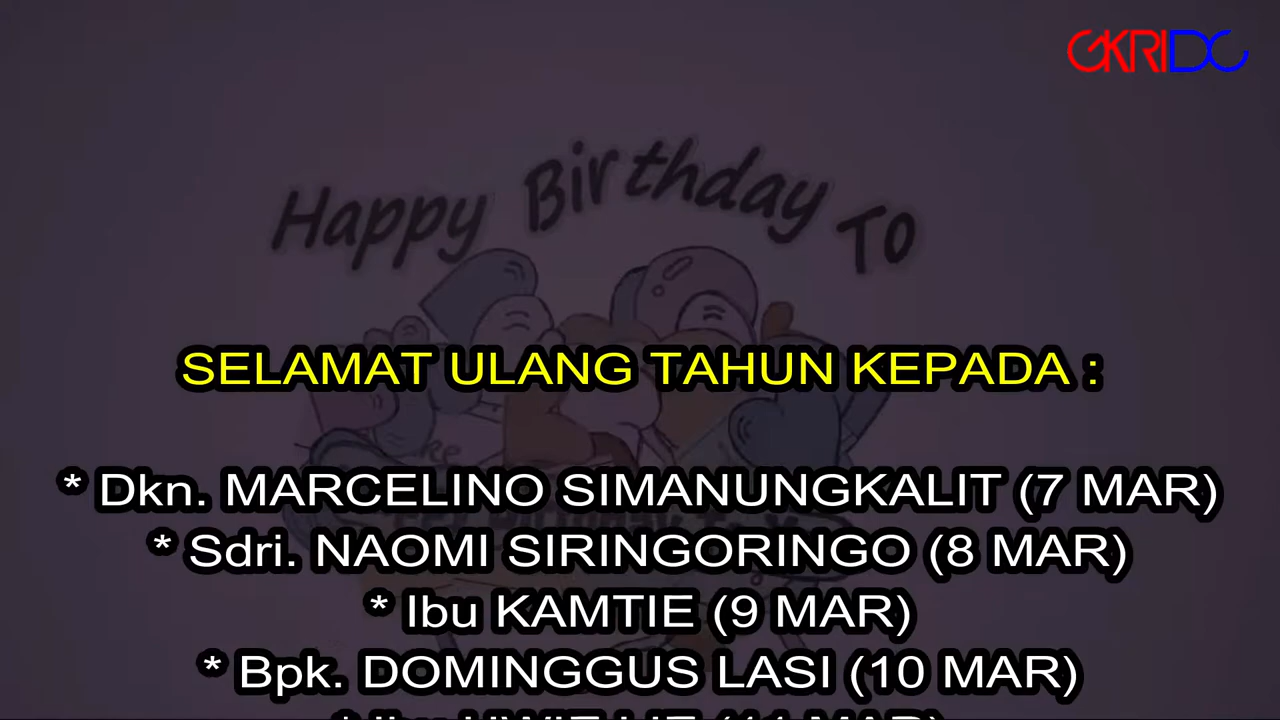 GKRIDC
Happy Birthday To
SELAMAT ULANG TAHUN KEPADA :
* Dkn. MARCELINO SIMANUNGKALIT (7 MAR)
* Sdri. NAOMI SIRINGORINGO (8 MAR)
* Ibu KAMTIE (9 MAR)
* Bpk. DOMINGGUS LASI (10 MAR)